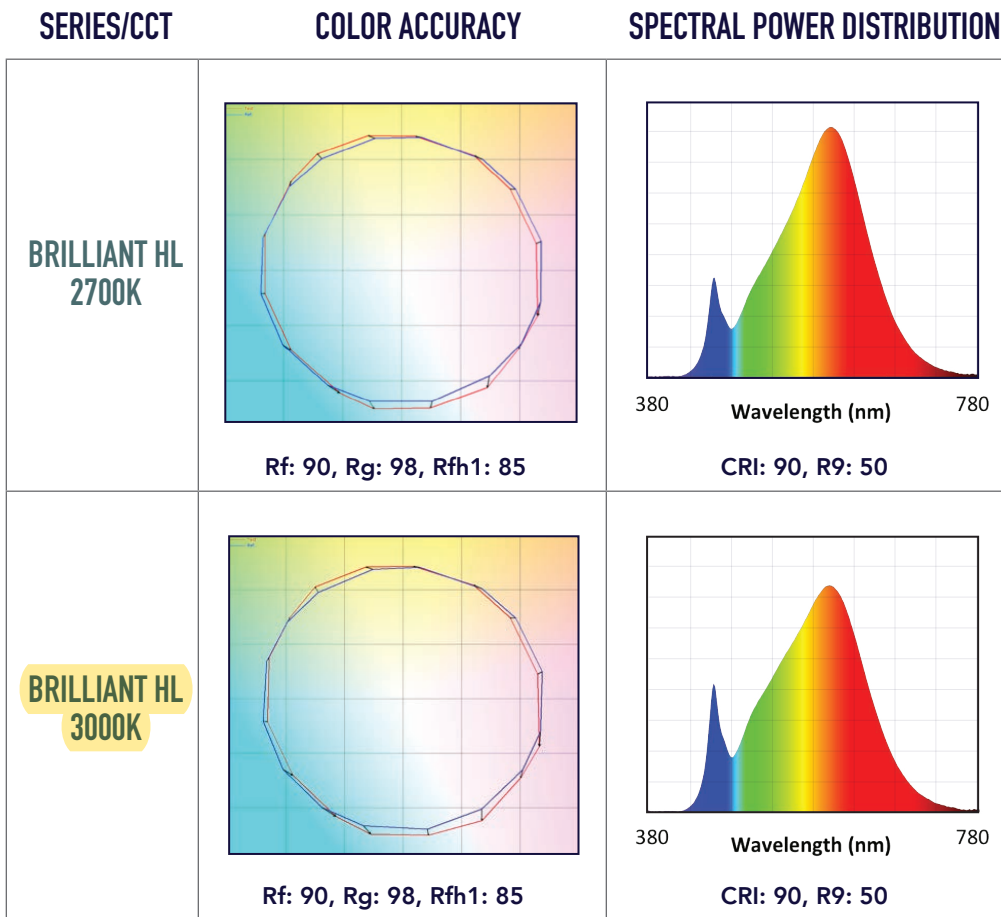 SERIES/CCT COLOR ACCURACY SPECTRAL POWER DISTRIBUTION
BRILLIANT HL
2700K
380 Wavelength (nm) 780
Rf: 90, Rg: 98, Rfh1: 85 CRI: 90, R9: 50
BRILLIANT HL
3000K
380 Wavelength (nm) 780
Rf: 90, Rg: 98, Rfh1: 85 CRI: 90, R9: 50